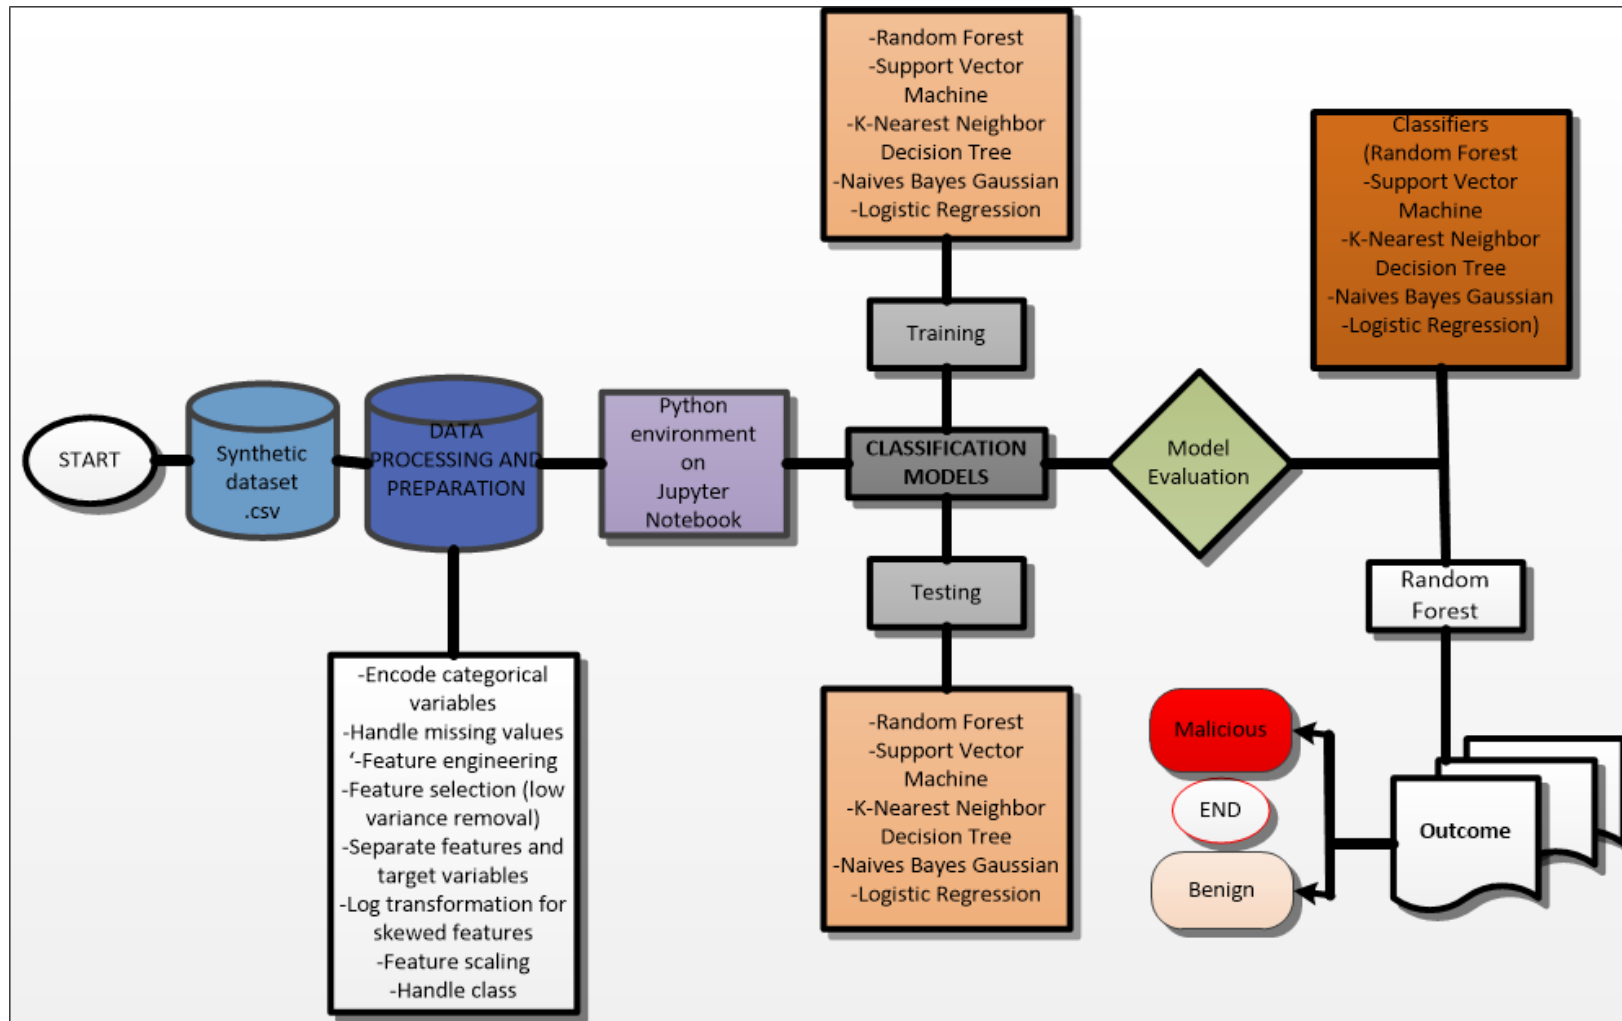 START
Synthetic
dataset
.csv
DATA
PROCESSING AND
PREPARATION
-Encode categorical
variables
-Handle missing values
‘-Feature engineering
-Feature selection (low
variance removal)
-Separate features and
target variables
-Log transformation for
skewed features
-Feature scaling
-Handle class
Python
environment
on
Jupyter
Notebook
-Random Forest
-Support Vector
Machine
-K-Nearest Neighbor
Decision Tree
-Naives Bayes Gaussian
-Logistic Regression
Training
CLASSIFICATION
MODELS
Testing
-Random Forest
-Support Vector
Machine
-K-Nearest Neighbor
Decision Tree
-Naives Bayes Gaussian
-Logistic Regression
Model
Evaluation
Classifiers
(Random Forest
-Support Vector
Machine
-K-Nearest Neighbor
Decision Tree
-Naives Bayes Gaussian
-Logistic Regression)
Random
Forest
Outcome
Malicious
END
Benign